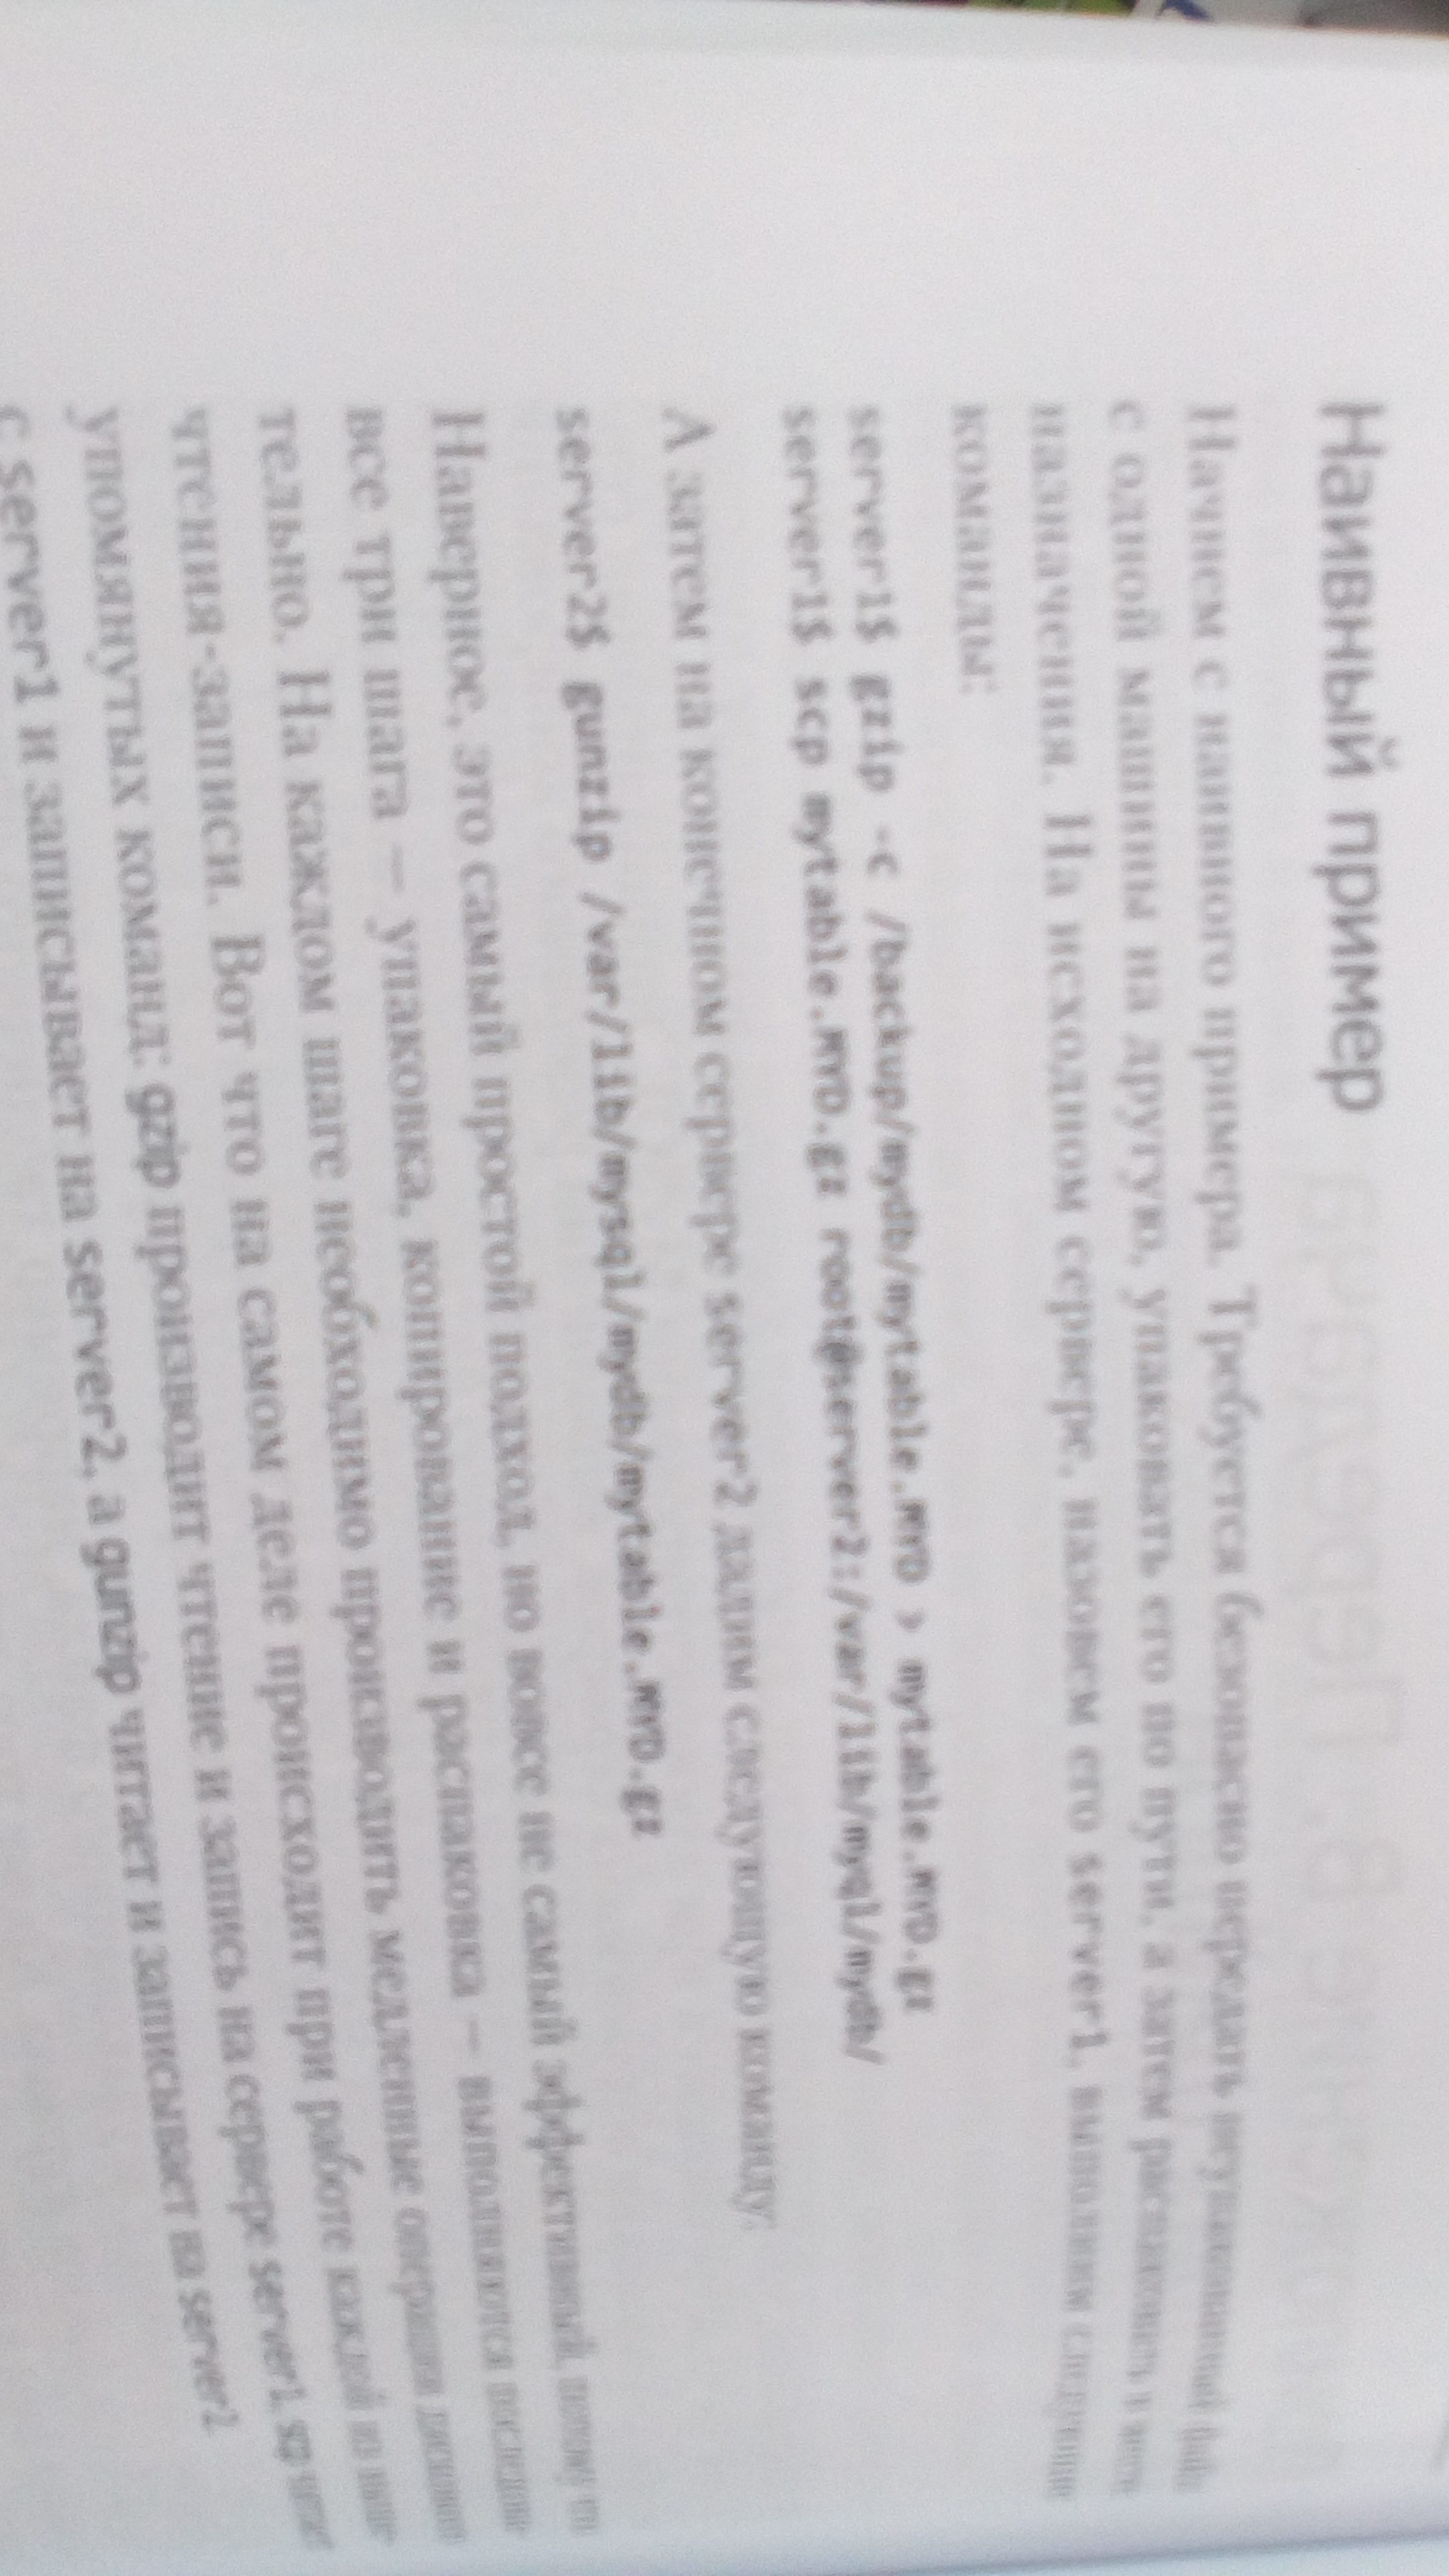 Наивный пример
Начнем с наивного примера. Требуется безопасно передать неупакованный файл
с одной машины на другую, упаковать его по пути, а затем распаковать в месте
назначения. На исходном сервере, назовем его server1, выполним следующие
команды:
server1$ gzip -c /backup/mydb/mytable.MYD > mytable.MYD.gz
server1$ scp mytable.MYD.gz root@server2:/var/lib/myql/mydb/
А затем на конечном сервере server2 дадим следующую команду:
server2$ gunzip /var/lib/mysql/mydb/mytable.MYD.gz
Наверное, это самый простой подход, но вовсе не самый эффективный, потому что
все три шага — упаковка, копирование и распаковка — выполняются последова-
тельно. На каждом шаге необходимо производить медленные операции дискового
чтения-записи. Вот что на самом деле происходит при работе каждой из выше-
упомянутых команд: gzip производит чтение и запись на сервере server1, scp читает
с server1 и записывает на server2, а gunzip читает и записывает на server2.